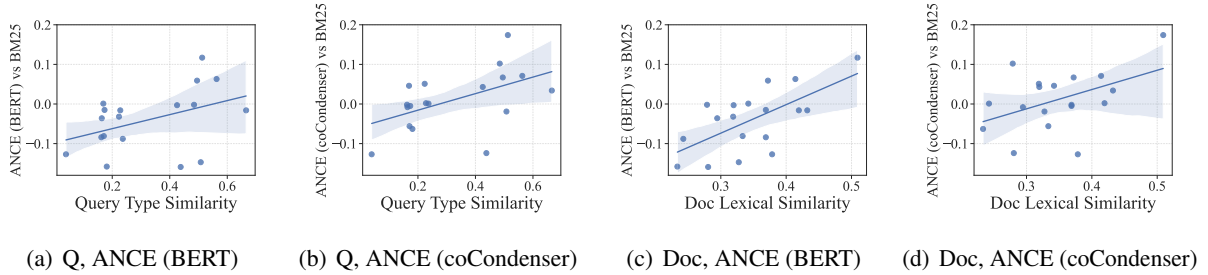 ANCE (BERT) vs BM25
0.2
0.1
0.0
−0.1
0.2
0.4
0.6
Query Type Similarity
(a) Q, ANCE (BERT)
ANCE (coCondenser) vs BM25
0.2
0.1
0.0
−0.1
0.2
0.4
0.6
Query Type Similarity
(b) Q, ANCE (coCondenser)
ANCE (BERT) vs BM25
0.2
0.1
0.0
−0.1
0.3
0.4
0.5
Doc Lexical Similarity
(c) Doc, ANCE (BERT)
ANCE (coCondenser) vs BM25
0.2
0.1
0.0
−0.1
0.3
0.4
0.5
Doc Lexical Similarity
(d) Doc, ANCE (coCondenser)